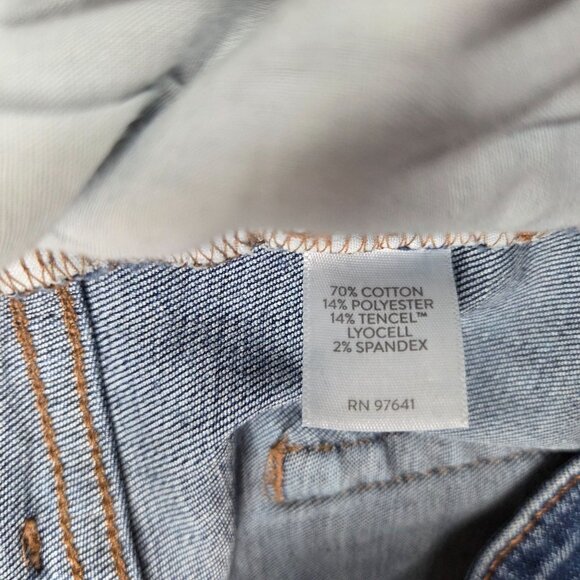 70% COTTON
14% POLYESTER
14% TENCEL™
LYOCELL
2% SPANDEX
RN 97641